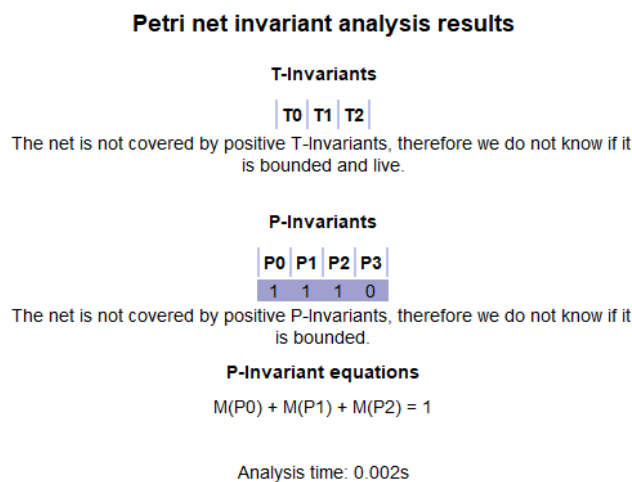 Petri net invariant analysis results
T-Invariants
T0 T1 T2
The net is not covered by positive T-Invariants, therefore we do not know if it
is bounded and live.
P-Invariants
P0 P1 P2 P3
1 1 1 0
The net is not covered by positive P-Invariants, therefore we do not know if it
is bounded.
P-Invariant equations
M(P0) + M(P1) + M(P2) = 1
Analysis time: 0.002s